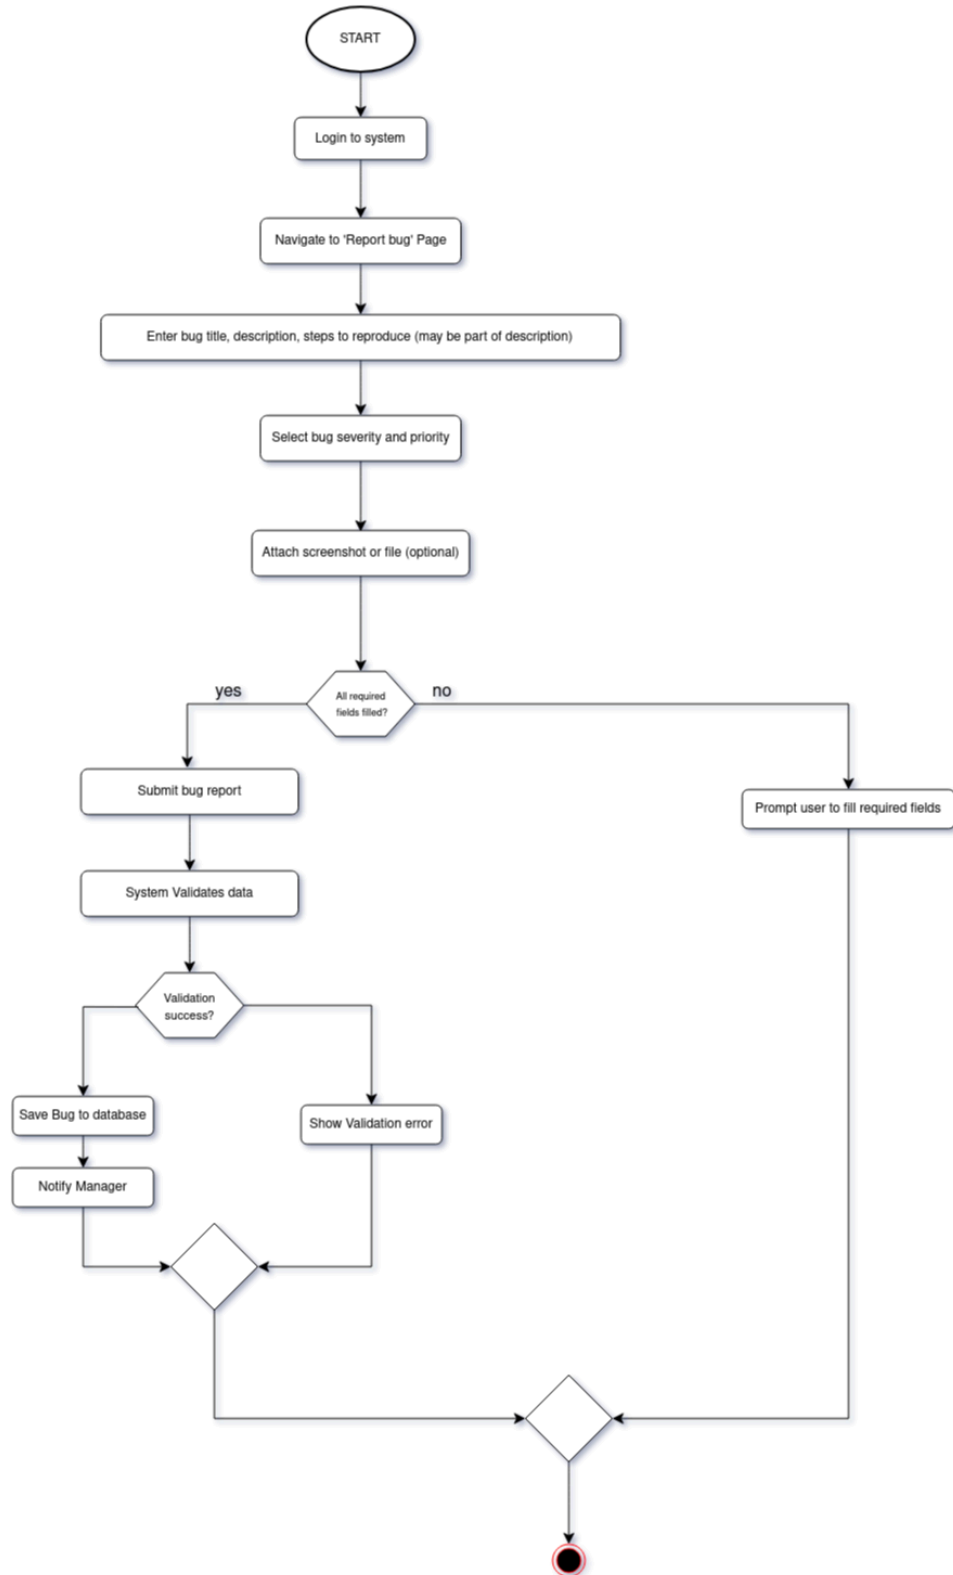 START
Login to system
Navigate to 'Report bug' Page
Enter bug title, description, steps to reproduce (may be part of description)
Select bug severity and priority
Attach screenshot or file (optional)
yes
All required
fields filled?
no
Submit bug report
Prompt user to fill required fields
System Validates data
Validation
success?
Save Bug to database
Show Validation error
Notify Manager